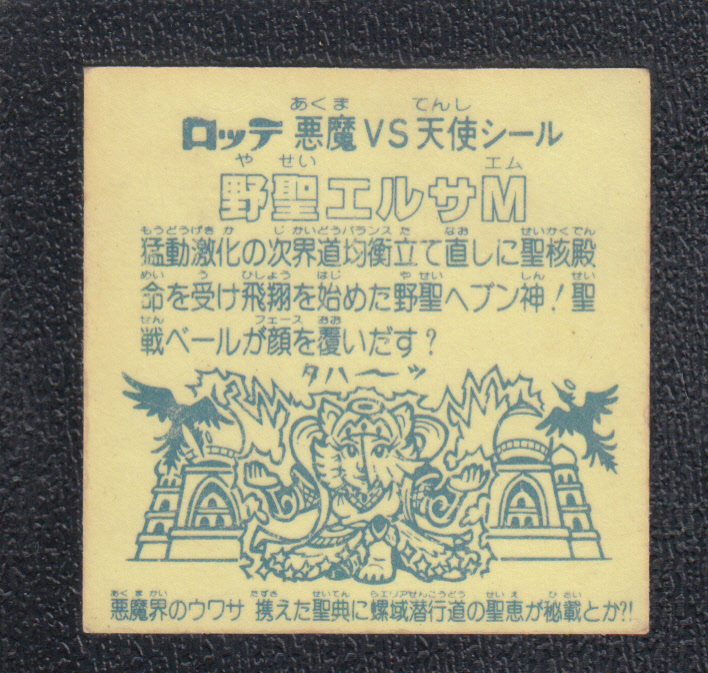 あくま てんし
ロッテ 悪魔VS天使シール
や せい エム
野聖エルサM
もうどうげきか じかいどうバランスた なお せいかくでん
猛動激化の次界道均衡立て直しに聖核殿
めい う ひしよう はじ や せい しん せい
命を受け飛翔を始めた野聖ヘブン神!聖
せん フェース おお
戦ベールが顔を覆いだす?
タハーッ
あく ま かい たずさ せいてん らエリアせんこうどう せい え ひ さい
悪魔界のウワサ 携えた聖典に螺域潜行道の聖恵が秘載とか?!